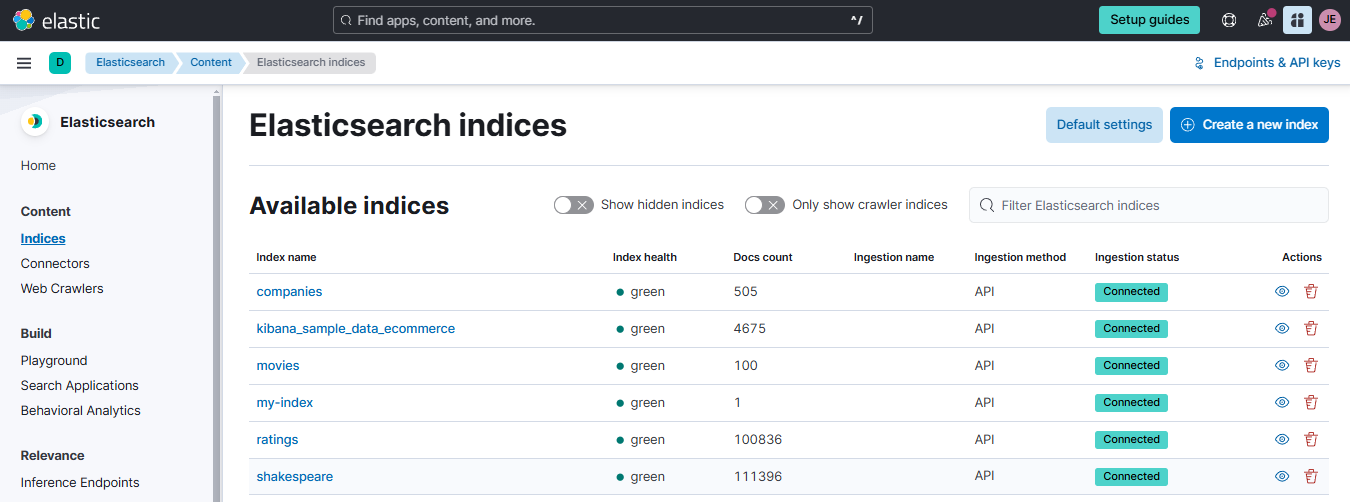 elastic
Find apps, content, and more.
^/
Setup guides
JE
D
Elasticsearch
Content
Elasticsearch indices
Endpoints & API keys
Elasticsearch
Home
Content
Indices
Connectors
Web Crawlers
Build
Playground
Search Applications
Behavioral Analytics
Relevance
Inference Endpoints
Elasticsearch indices
Default settings
Create a new index
Available indices
Show hidden indices
Only show crawler indices
Filter Elasticsearch indices
Index name Index health Docs count Ingestion name Ingestion method Ingestion status Actions
companies green 505 API Connected
kibana_sample_data_ecommerce green 4675 API Connected
movies green 100 API Connected
my-index green 1 API Connected
ratings green 100836 API Connected
shakespeare green 111396 API Connected